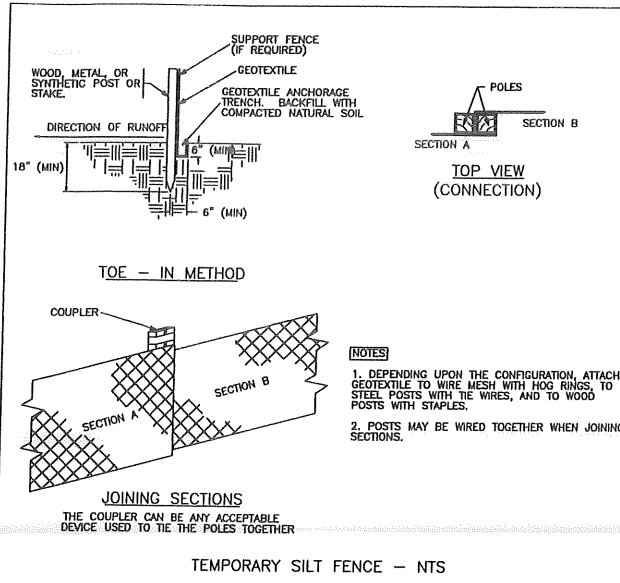 SUPPORT FENCE
(IF REQUIRED)
GEOTEXTILE
WOOD, METAL, OR
SYNTHETIC POST OR
STAKE.
GEOTEXTILE ANCHORAGE
TRENCH. BACKFILL WITH
COMPACTED NATURAL SOIL
DIRECTION OF RUNOFF
6" (MIN)
18" (MIN)
6" (MIN)
TOE – IN METHOD
POLES
SECTION B
SECTION A
TOP VIEW
(CONNECTION)
COUPLER
SECTION B
SECTION A
JOINING SECTIONS
THE COUPLER CAN BE ANY ACCEPTABLE
DEVICE USED TO TIE THE POLES TOGETHER
NOTES
1. DEPENDING UPON THE CONFIGURATION, ATTACH
GEOTEXTILE TO WIRE MESH WITH HOG RINGS, TO
STEEL POSTS WITH TIE WIRES, AND TO WOOD
POSTS WITH STAPLES.
2. POSTS MAY BE WIRED TOGETHER WHEN JOINING
SECTIONS.
TEMPORARY SILT FENCE – NTS